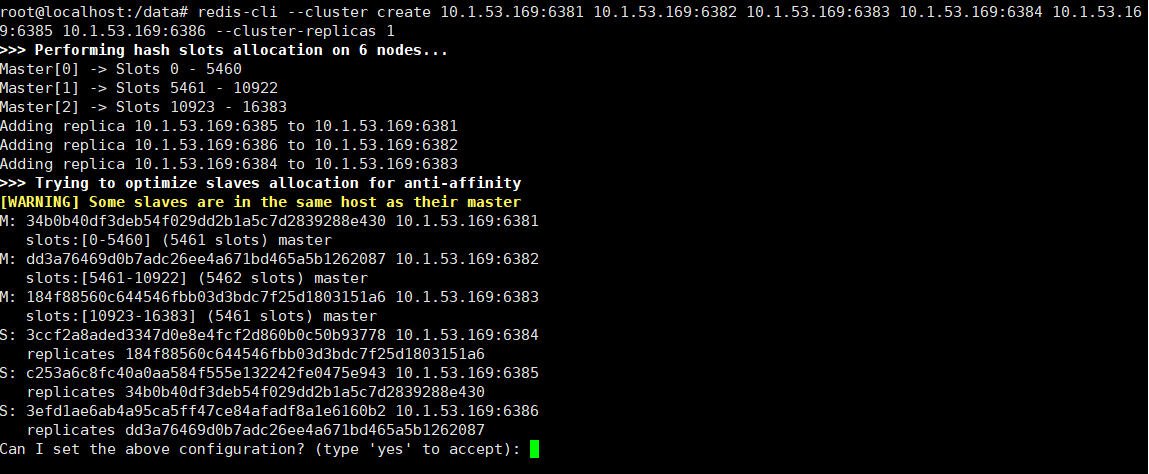 root@localhost:/data# redis-cli --cluster create 10.1.53.169:6381 10.1.53.169:6382 10.1.53.169:6383 10.1.53.169:6384 10.1.53.16
9:6385 10.1.53.169:6386 --cluster-replicas 1
>>> Performing hash slots allocation on 6 nodes...
Master[0] -> Slots 0 - 5460
Master[1] -> Slots 5461 - 10922
Master[2] -> Slots 10923 - 16383
Adding replica 10.1.53.169:6385 to 10.1.53.169:6381
Adding replica 10.1.53.169:6386 to 10.1.53.169:6382
Adding replica 10.1.53.169:6384 to 10.1.53.169:6383
>>> Trying to optimize slaves allocation for anti-affinity
[WARNING] Some slaves are in the same host as their master
M: 34b0b40df3deb54f029dd2b1a5c7d2839288e430 10.1.53.169:6381
   slots:[0-5460] (5461 slots) master
M: dd3a76469d0b7adc26ee4a671bd465a5b1262087 10.1.53.169:6382
   slots:[5461-10922] (5462 slots) master
M: 184f88560c644546fbb03d3bdc7f25d1803151a6 10.1.53.169:6383
   slots:[10923-16383] (5461 slots) master
S: 3ccf2a8aded3347d0e8e4fcf2d860b0c50b93778 10.1.53.169:6384
   replicates 184f88560c644546fbb03d3bdc7f25d1803151a6
S: c253a6c8fc40a0aa584f555e132242fe0475e943 10.1.53.169:6385
   replicates 34b0b40df3deb54f029dd2b1a5c7d2839288e430
S: 3efd1ae6ab4a95ca5ff47ce84afadf8a1e6160b2 10.1.53.169:6386
   replicates dd3a76469d0b7adc26ee4a671bd465a5b1262087
Can I set the above configuration? (type 'yes' to accept):